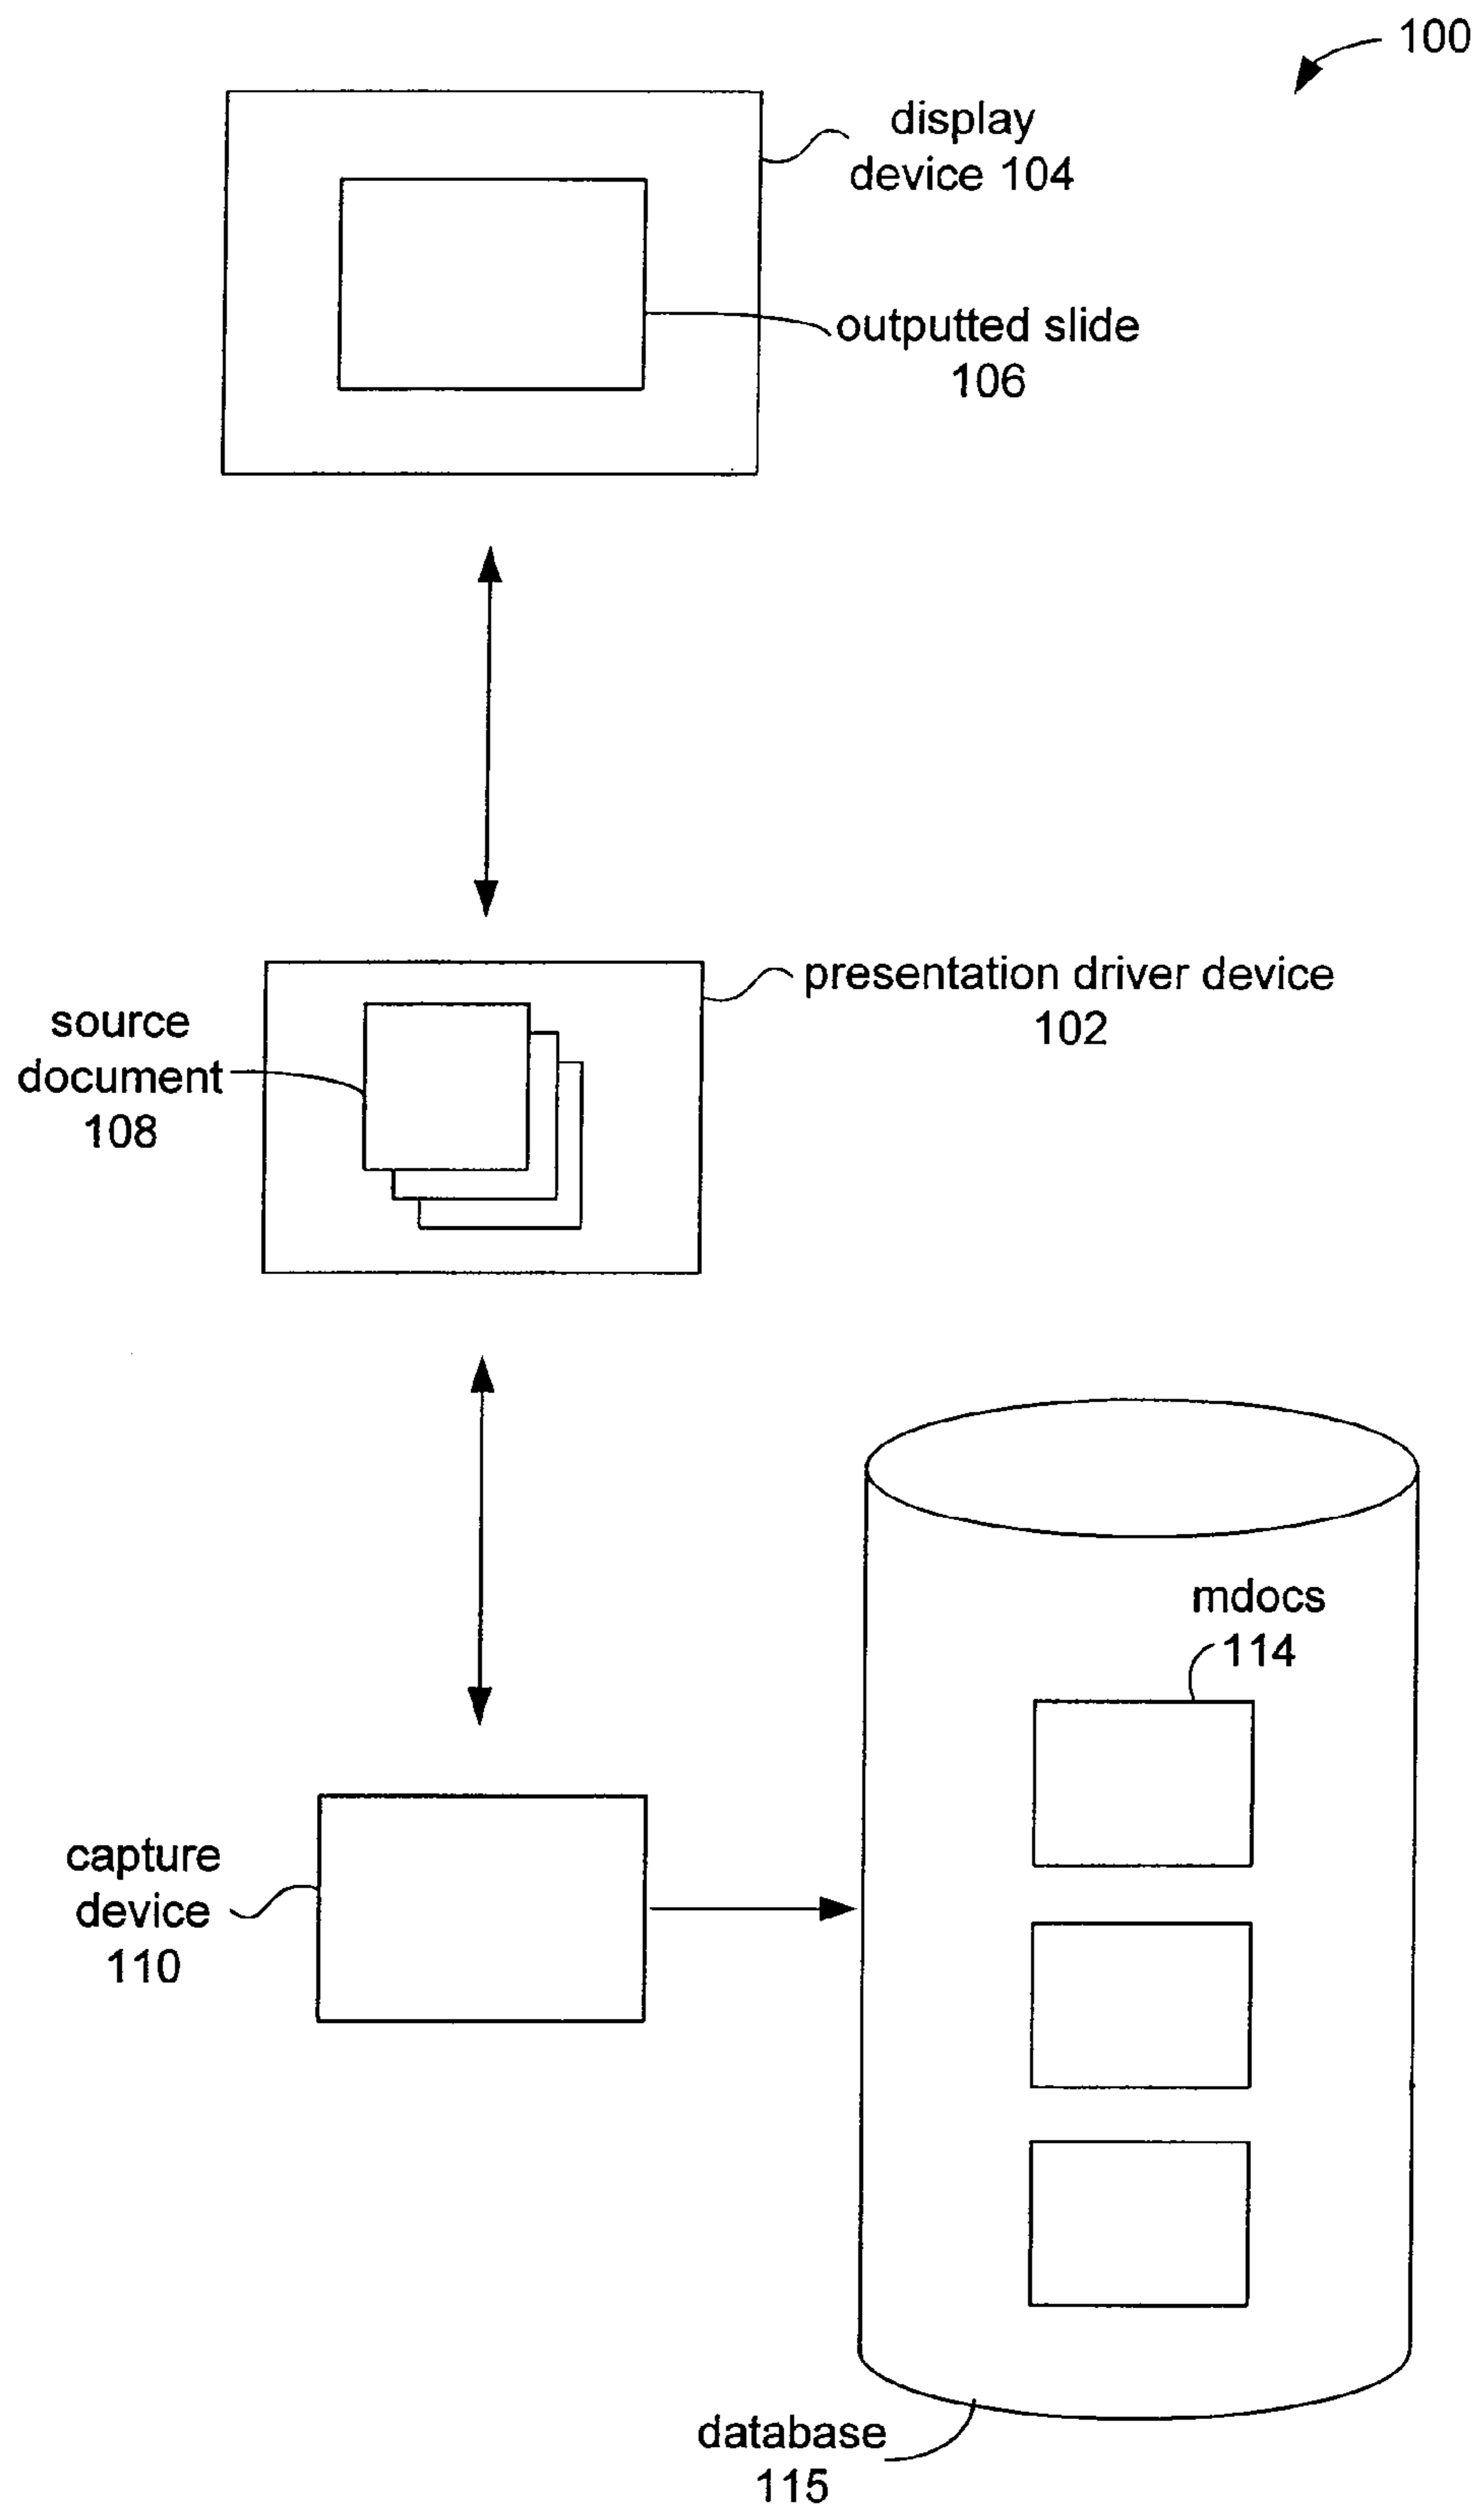 100
display
device 104
outputted slide
106
presentation driver device
102
source
document
108
mdocs
114
capture
device
110
database
115